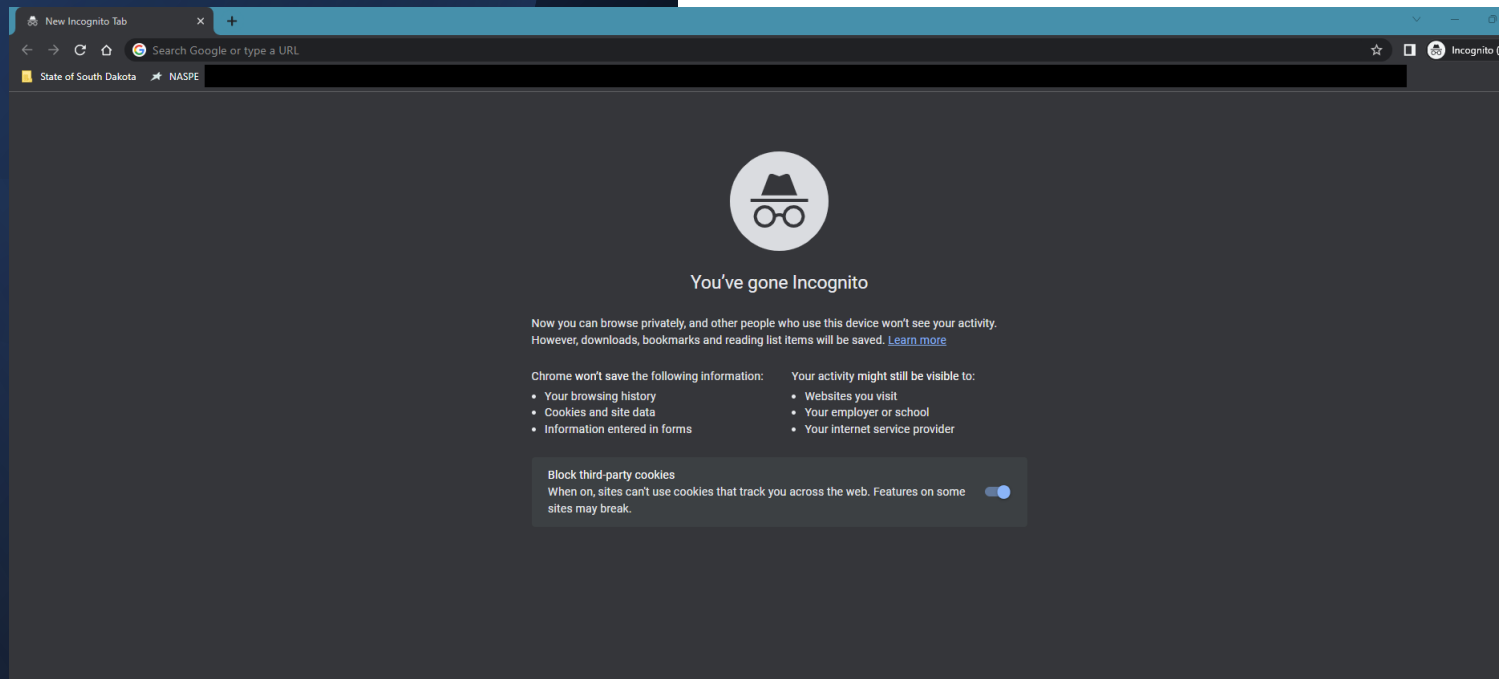 New Incognito Tab
Search Google or type a URL
Incognito (
State of South Dakota NASPE
You've gone Incognito
Now you can browse privately, and other people who use this device won't see your activity.
However, downloads, bookmarks and reading list items will be saved. Learn more
Chrome won't save the following information:
Your browsing history
Cookies and site data
Information entered in forms
Your activity might still be visible to:
Websites you visit
Your employer or school
Your internet service provider
Block third-party cookies
When on, sites can't use cookies that track you across the web. Features on some
sites may break.